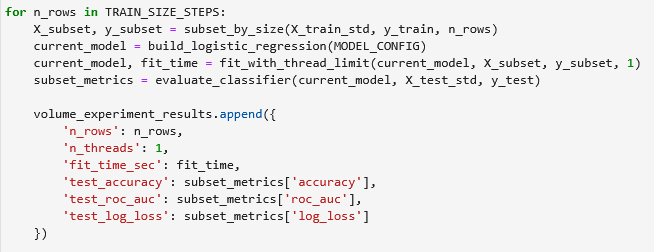 for n_rows in TRAIN_SIZE_STEPS:
    X_subset, y_subset = subset_by_size(X_train_std, y_train, n_rows)
    current_model = build_logistic_regression(MODEL_CONFIG)
    current_model, fit_time = fit_with_thread_limit(current_model, X_subset, y_subset, 1)
    subset_metrics = evaluate_classifier(current_model, X_test_std, y_test)

    volume_experiment_results.append({
        'n_rows': n_rows,
        'n_threads': 1,
        'fit_time_sec': fit_time,
        'test_accuracy': subset_metrics['accuracy'],
        'test_roc_auc': subset_metrics['roc_auc'],
        'test_log_loss': subset_metrics['log_loss']
    })